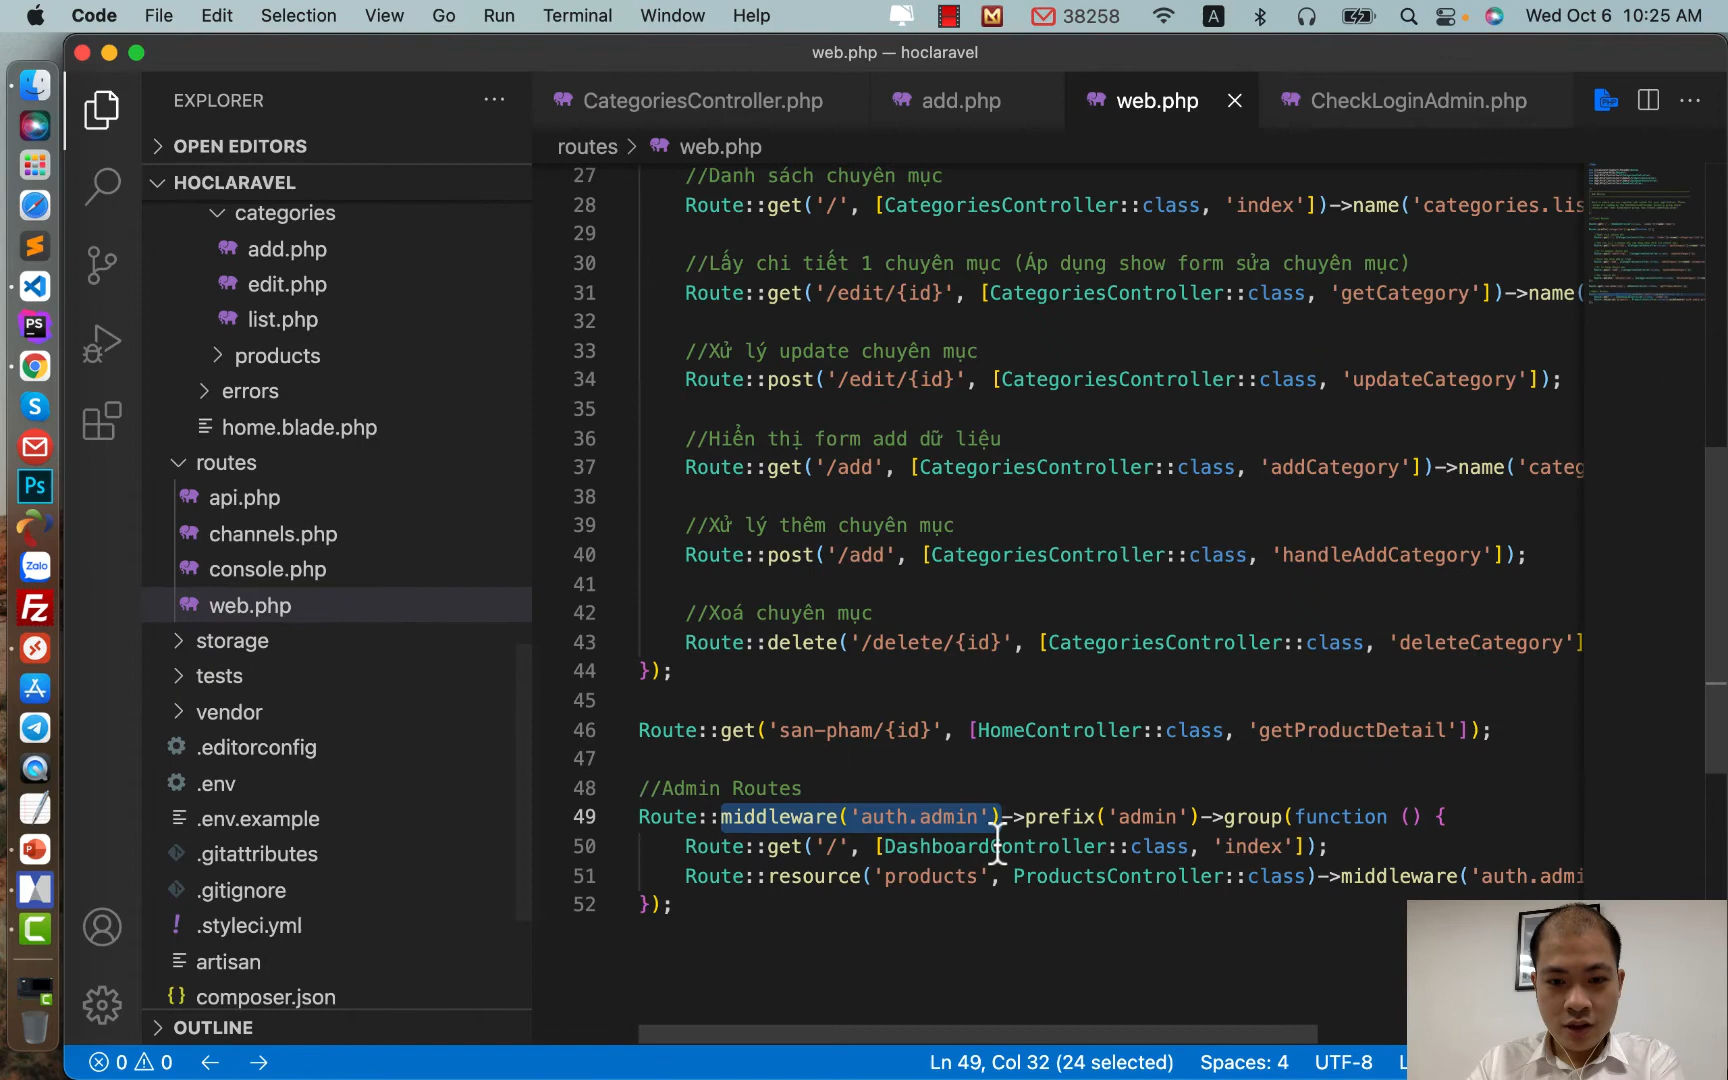 Code File Edit Selection View Go Run Terminal Window Help 38258 A Wed Oct 6 10:25 AM
web.php — hoclaravel
EXPLORER
CategoriesController.php add.php web.php CheckLoginAdmin.php
OPEN EDITORS
HOCLARAVEL
categories
add.php
edit.php
list.php
products
errors
home.blade.php
routes
api.php
channels.php
console.php
web.php
storage
tests
vendor
.editorconfig
.env
.env.example
.gitattributes
.gitignore
.styleci.yml
artisan
composer.json
OUTLINE
routes > web.php
27 //Danh sách chuyên mục
28 Route::get('/', [CategoriesController::class, 'index'])->name('categories.lis
29
30 //Lấy chi tiết 1 chuyên mục (Áp dụng show form sửa chuyên mục)
31 Route::get('/edit/{id}', [CategoriesController::class, 'getCategory'])->name(
32
33 //Xử lý update chuyên mục
34 Route::post('/edit/{id}', [CategoriesController::class, 'updateCategory']);
35
36 //Hiển thị form add dữ liệu
37 Route::get('/add', [CategoriesController::class, 'addCategory'])->name('categ
38
39 //Xử lý thêm chuyên mục
40 Route::post('/add', [CategoriesController::class, 'handleAddCategory']);
41
42 //Xoá chuyên mục
43 Route::delete('/delete/{id}', [CategoriesController::class, 'deleteCategory']
44 });
45
46 Route::get('san-pham/{id}', [HomeController::class, 'getProductDetail']);
47
48 //Admin Routes
49 Route::middleware('auth.admin')->prefix('admin')->group(function () {
50 Route::get('/', [DashboardController::class, 'index']);
51 Route::resource('products', ProductsController::class)->middleware('auth.admi
52 });
PS
S
Ps
Zalo
Fz
0 0 Ln 49, Col 32 (24 selected) Spaces: 4 UTF-8